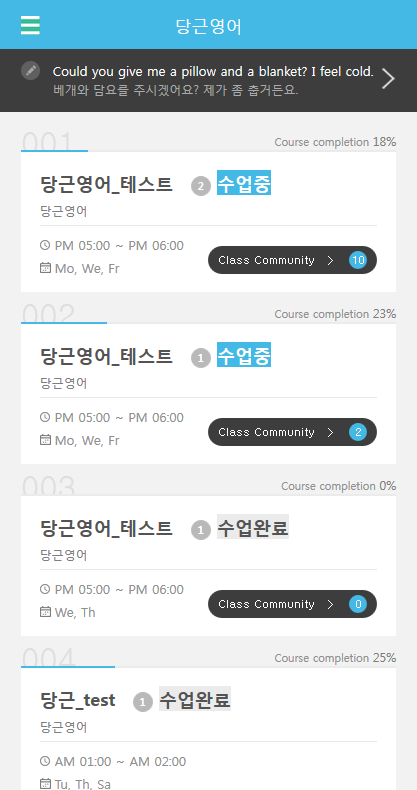 당근영어
Could you give me a pillow and a blanket? I feel cold.
베개와 담요를 주시겠어요? 제가 좀 춥거든요.
001 Course completion 18%
당근영어_테스트 2 수업중
당근영어
PM 05:00 ~ PM 06:00
Class Community > 10
Mo, We, Fr
002 Course completion 23%
당근영어_테스트 1 수업중
당근영어
PM 05:00 ~ PM 06:00
Class Community > 2
Mo, We, Fr
003 Course completion 0%
당근영어_테스트 1 수업완료
당근영어
PM 05:00 ~ PM 06:00
Class Community > 0
We, Th
004 Course completion 25%
당근_test 1 수업완료
당근영어
AM 01:00 ~ AM 02:00
Tu, Th, Sa